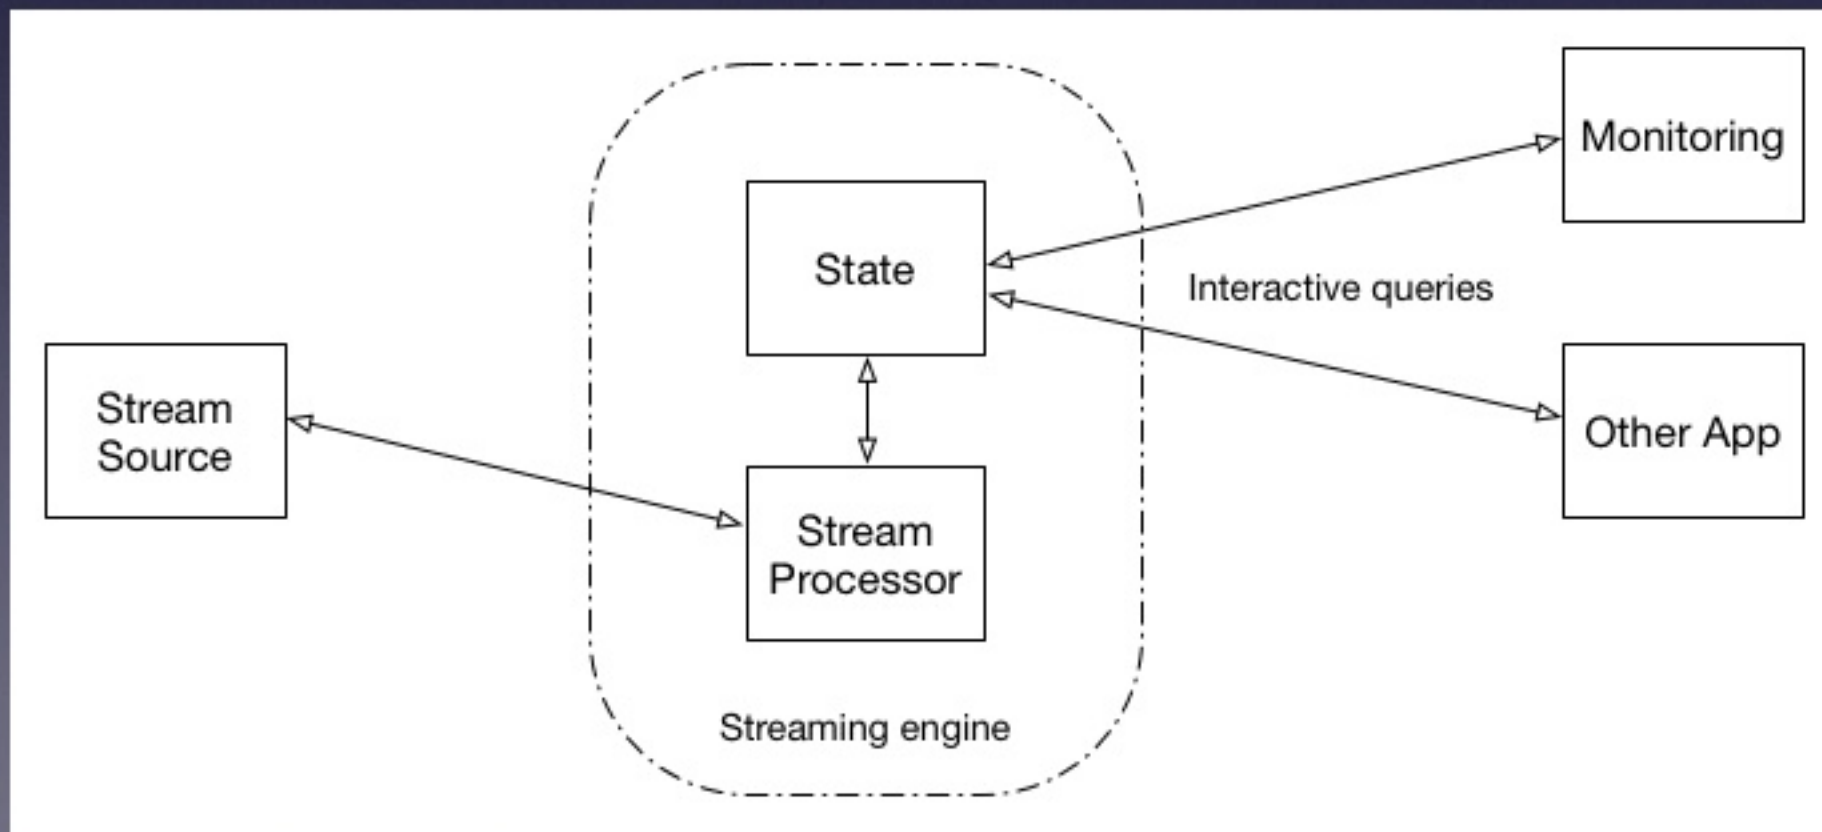 Monitoring
State
Interactive queries
Stream
Source
Other App
Stream
Processor
Streaming engine